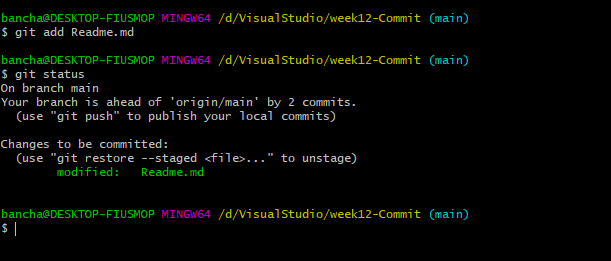 bancha@DESKTOP-FIUSMOP MINGW64 /d/VisualStudio/week12-Commit (main)
$ git add Readme.md
bancha@DESKTOP-FIUSMOP MINGW64 /d/VisualStudio/week12-Commit (main)
$ git status
On branch main
Your branch is ahead of 'origin/main' by 2 commits.
  (use "git push" to publish your local commits)
Changes to be committed:
  (use "git restore --staged <file>..." to unstage)
        modified:   Readme.md
bancha@DESKTOP-FIUSMOP MINGW64 /d/VisualStudio/week12-Commit (main)
$